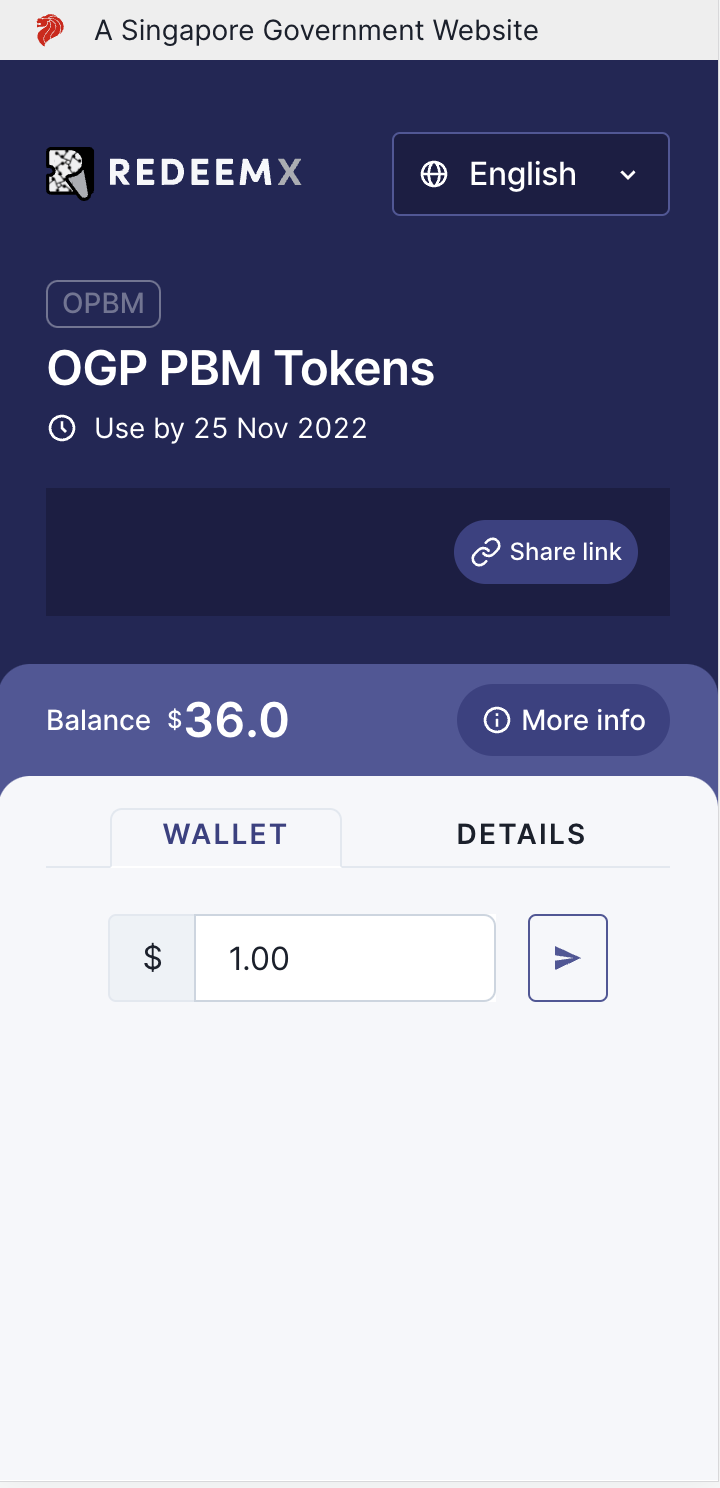 A Singapore Government Website
REDEEMX
English
OPBM
OGP PBM Tokens
Use by 25 Nov 2022
Share link
Balance $36.0
More info
WALLET
DETAILS
$ 1.00